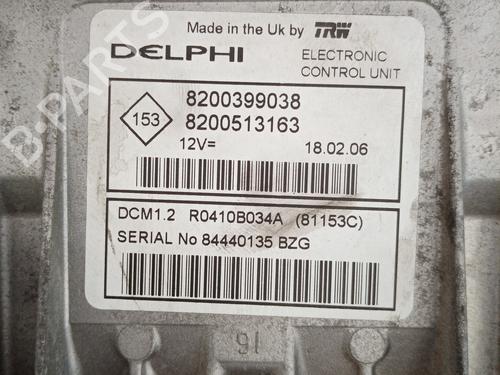 B-PARTS
Made in the Uk by TRW
DELPHI
ELECTRONIC
CONTROL UNIT
153
8200399038
8200513163
12V= 18.02.06
DCM1.2 R0410B034A (81153C)
SERIAL No 84440135 BZG
91